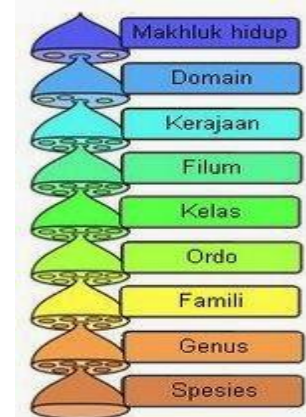 Makhluk hidup
Domain
Kerajaan
Filum
Kelas
Ordo
Famili
Genus
Spesies